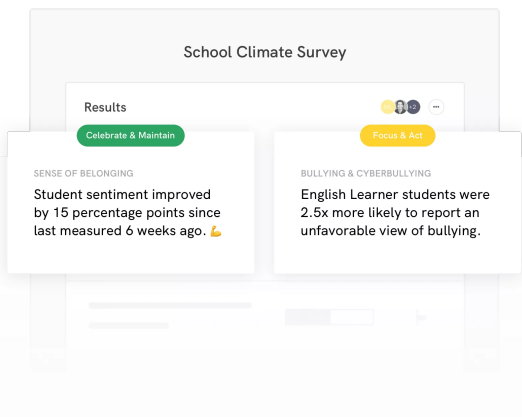 School Climate Survey
Results
+2
Celebrate & Maintain
Focus & Act
SENSE OF BELONGING
Student sentiment improved
by 15 percentage points since
last measured 6 weeks ago. 💪
BULLYING & CYBERBULLYING
English Learner students were
2.5x more likely to report an
unfavorable view of bullying.